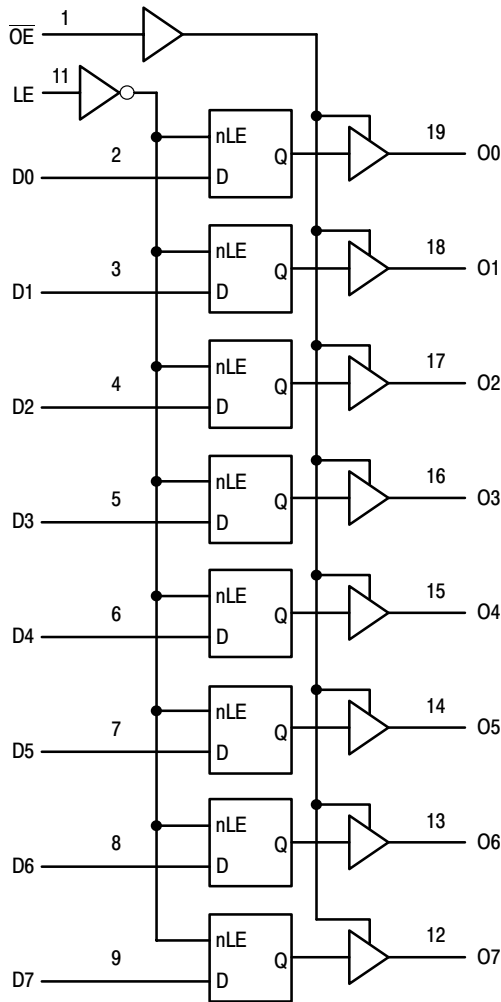 1
O̅E̅
11
LE
2 nLE 19
D0 D Q O0
3 nLE 18
D1 D Q O1
4 nLE 17
D2 D Q O2
5 nLE 16
D3 D Q O3
6 nLE 15
D4 D Q O4
7 nLE 14
D5 D Q O5
8 nLE 13
D6 D Q O6
9 nLE 12
D7 D Q O7